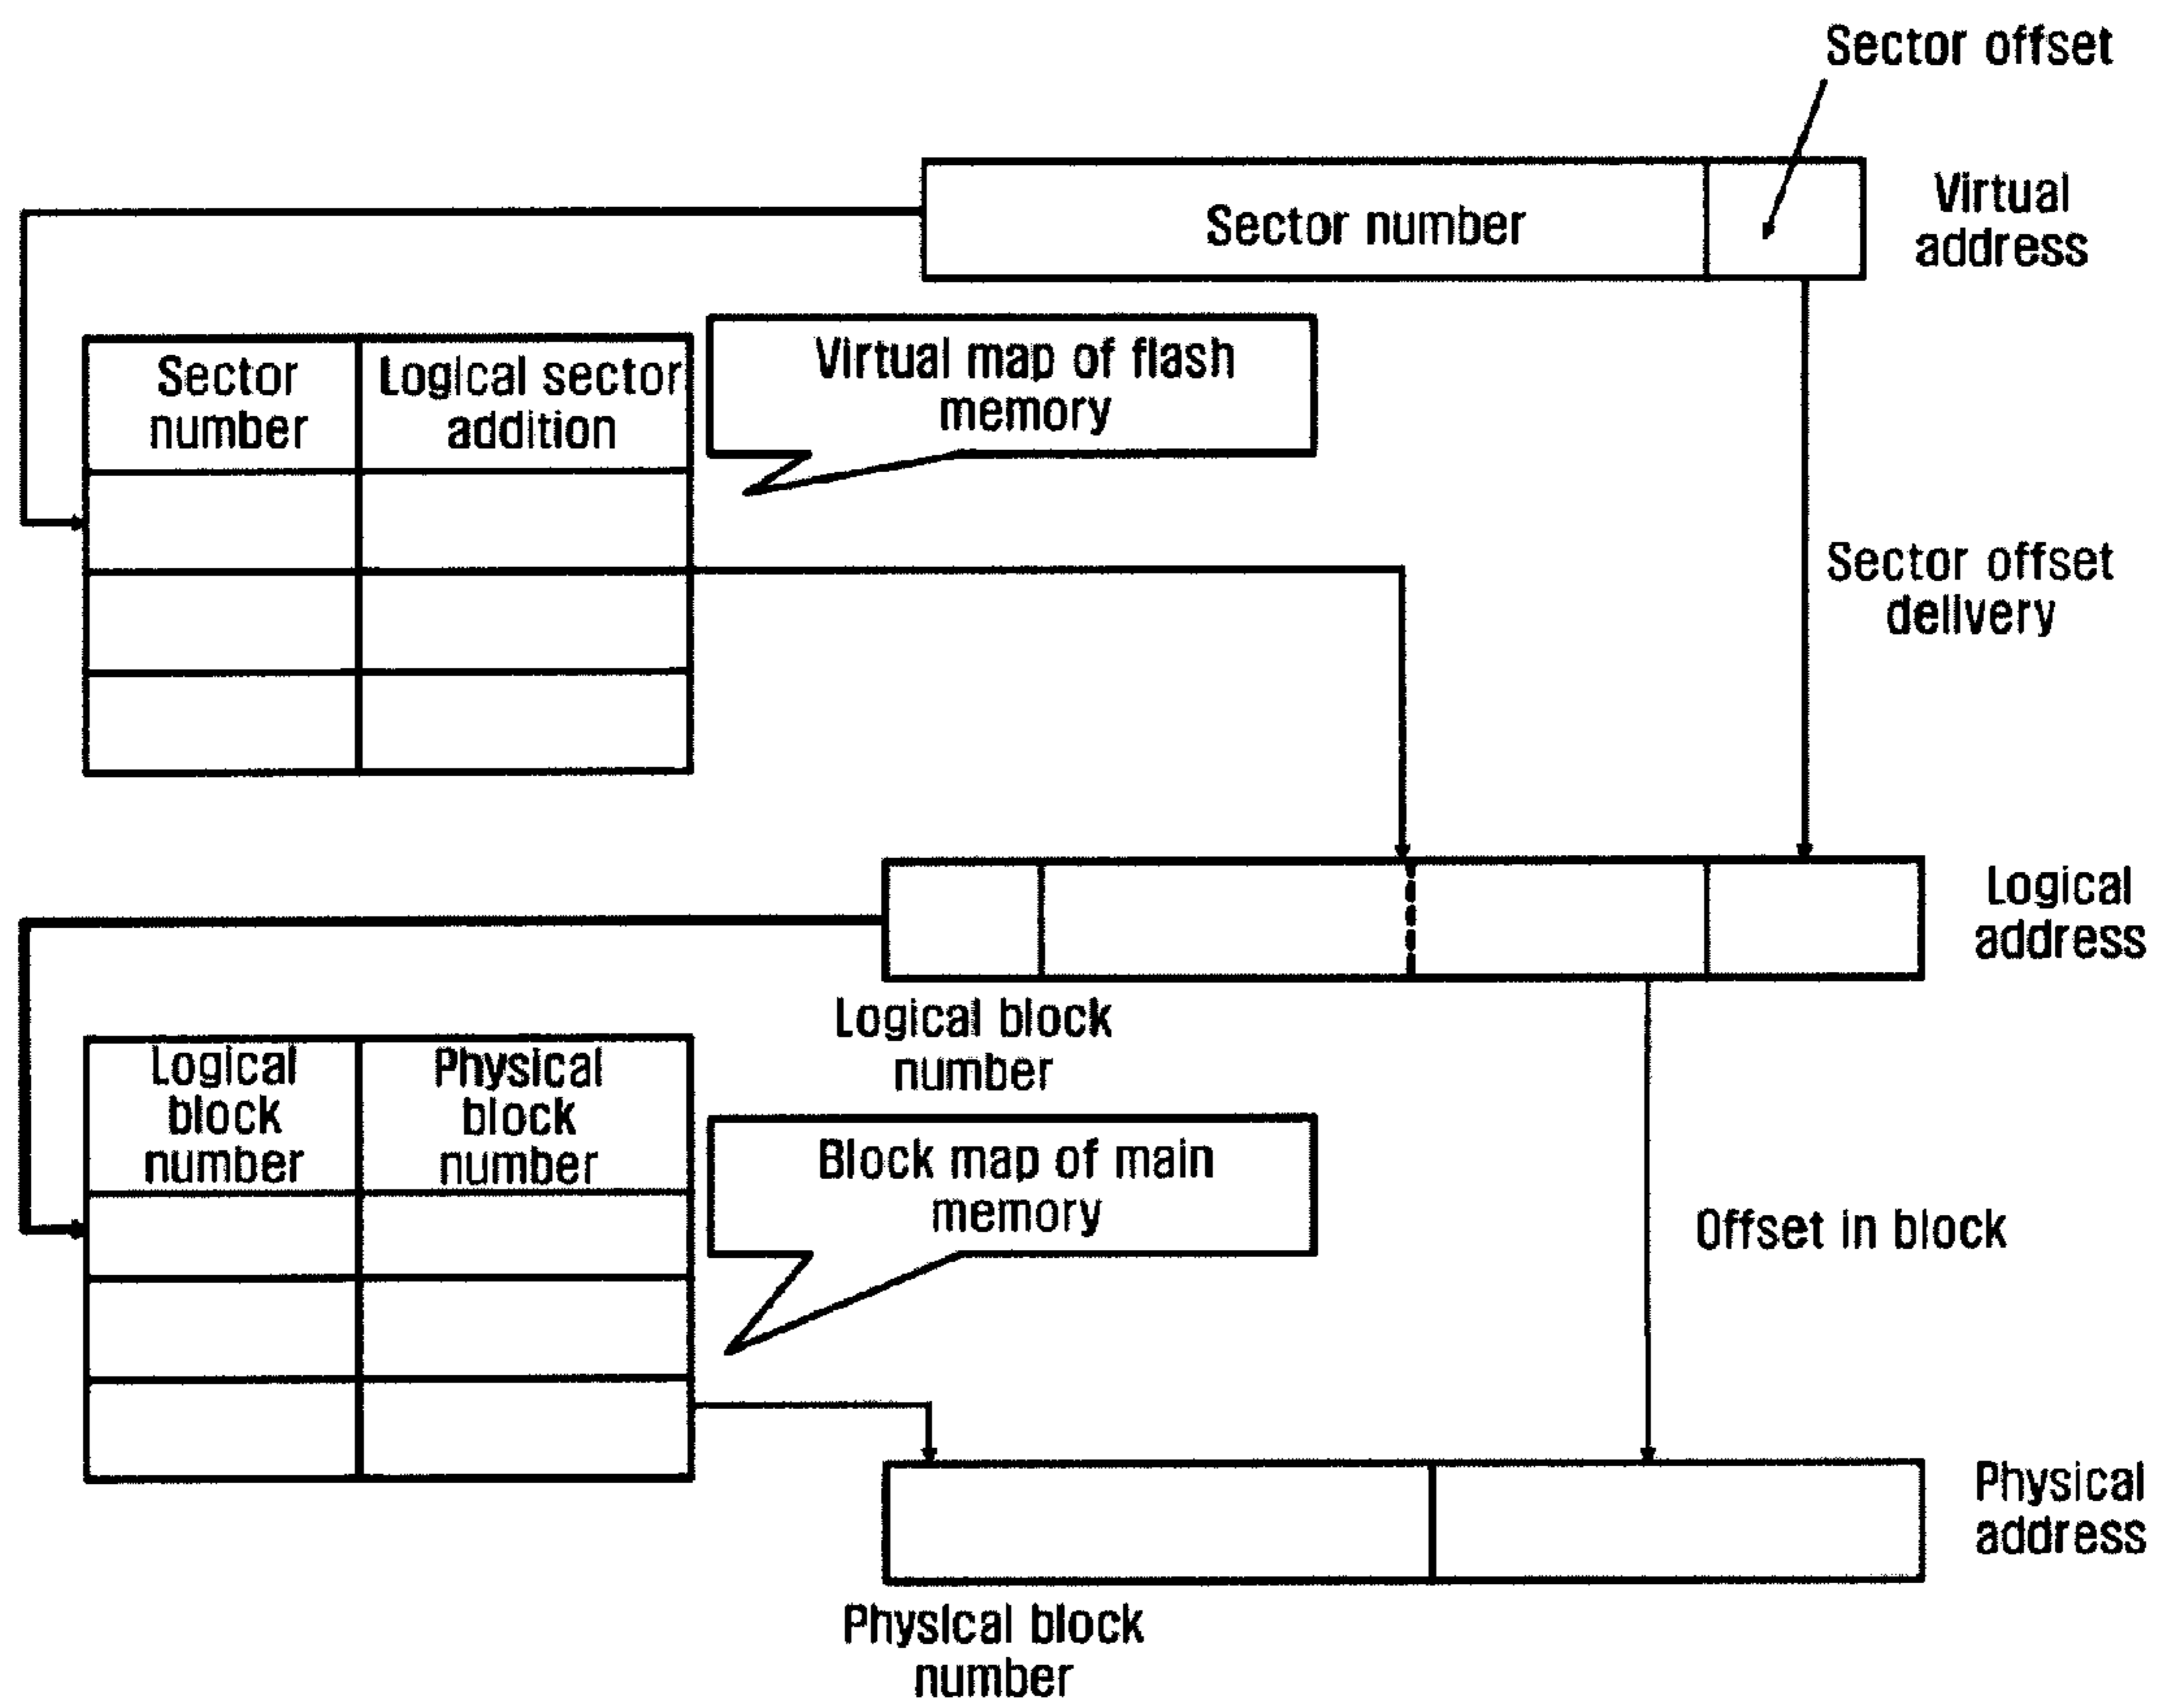 Sector offset
Sector number
Virtual
address
Sector
number
Logical sector
addition
Virtual map of flash
memory
Sector offset
delivery
Logical
address
Logical block
number
Logical
block
number
Physical
block
number
Block map of main
memory
Offset in block
Physical
address
Physical block
number